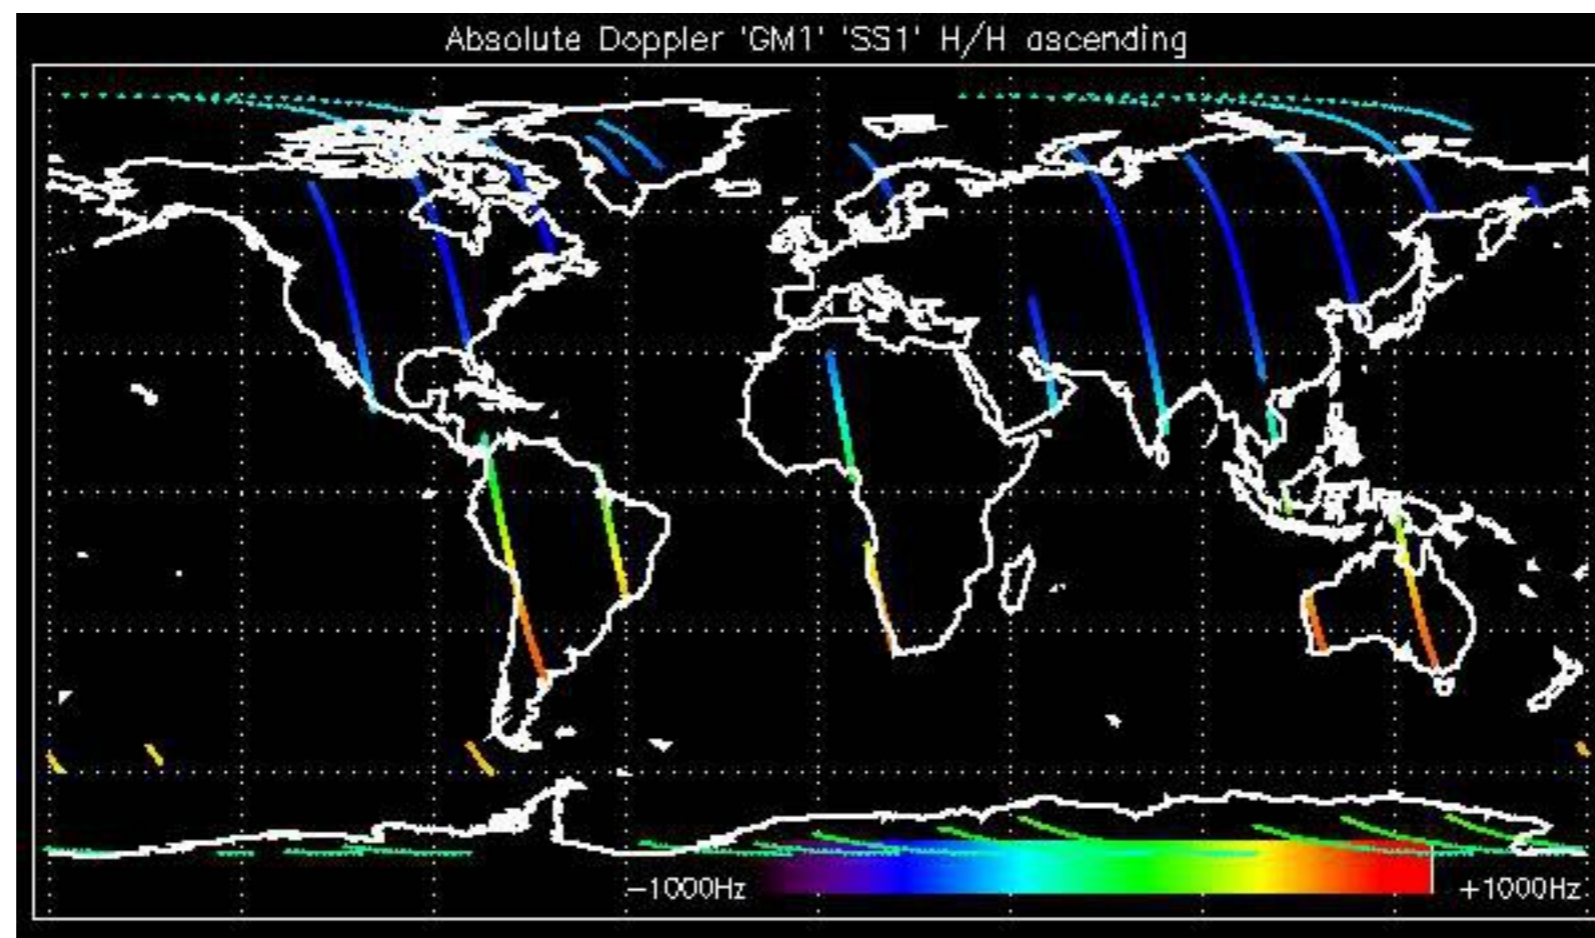 Absolute Doppler 'GM1' 'SS1' H/H ascending
−1000Hz
+1000Hz